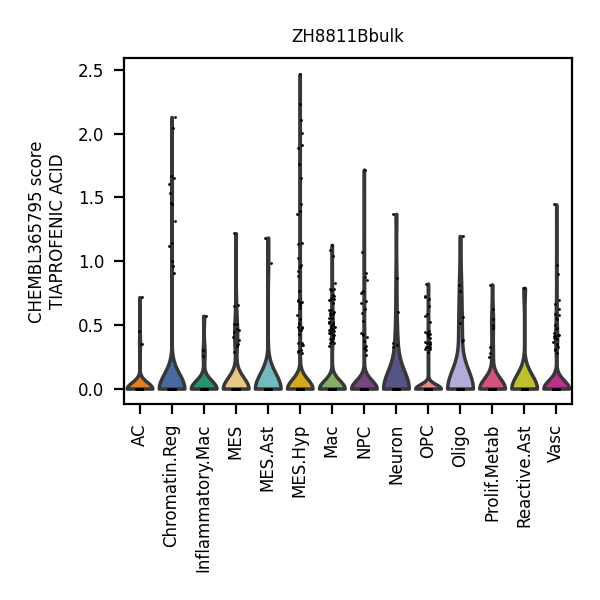 ZH8811Bbulk
CHEMBL365795 score
TIAPROFENIC ACID
2.5
2.0
1.5
1.0
0.5
0.0
AC
Chromatin.Reg
Inflammatory.Mac
MES
MES.Ast
MES.Hyp
Mac
NPC
Neuron
OPC
Oligo
Prolif.Metab
Reactive.Ast
Vasc